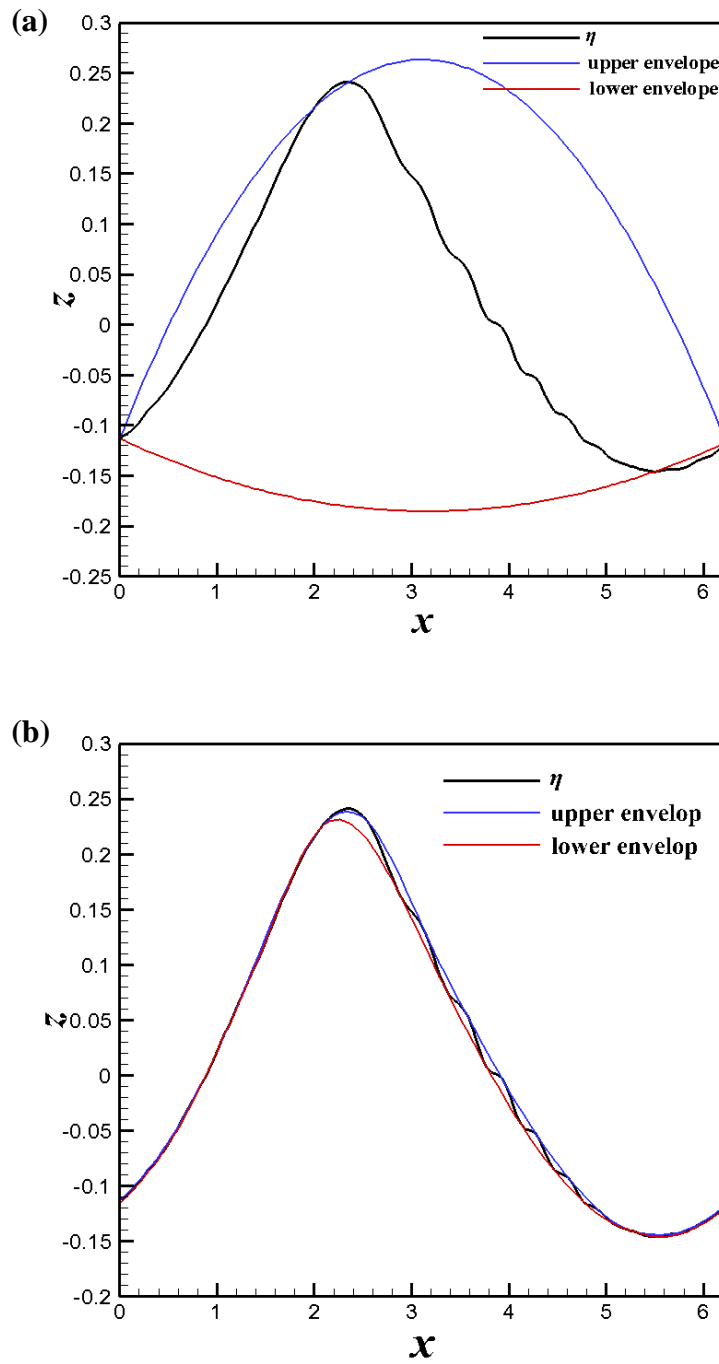 (a)
0.3
0.25
0.2
0.15
0.1
0.05
0
-0.05
-0.1
-0.15
-0.2
-0.25
z
η
upper envelope
lower envelope
0 1 2 3 4 5 6
x
(b)
0.3
0.25
0.2
0.15
0.1
0.05
0
-0.05
-0.1
-0.15
-0.2
z
η
upper envelop
lower envelop
0 1 2 3 4 5 6
x